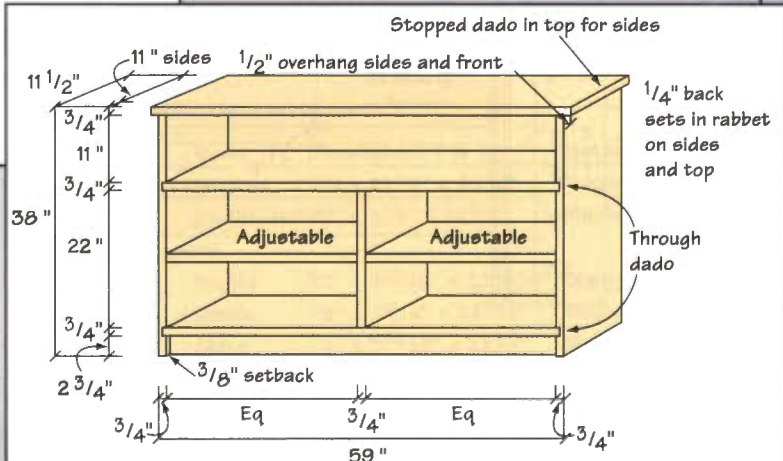 Stopped dado in top for sides
11" sides
1/2" overhang sides and front
11 1/2"
1/4" back
sets in rabbet
on sides
and top
3/4"
11"
3/4"
38"
22"
Adjustable
Adjustable
Through
dado
3/4"
2 3/4"
3/8" setback
Eq
3/4"
Eq
3/4"
3/4"
59"